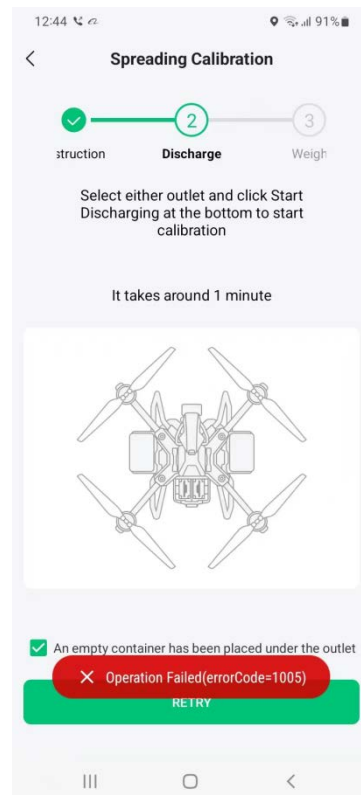 12:44
91%
Spreading Calibration
2
3
struction
Discharge
Weigh
Select either outlet and click Start
Discharging at the bottom to start
calibration
It takes around 1 minute
An empty container has been placed under the outlet
Operation Failed(errorCode=1005)
RETRY